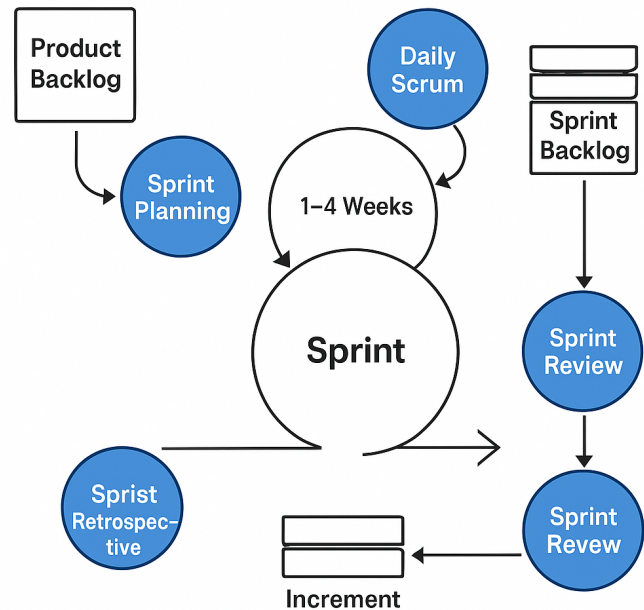 Product
Backlog
Daily
Scrum
Sprint
Backlog
Sprint
Planning
1–4 Weeks
Sprint
Sprint
Review
Sprist
Retrospec-
tive
Sprint
Revew
Increment